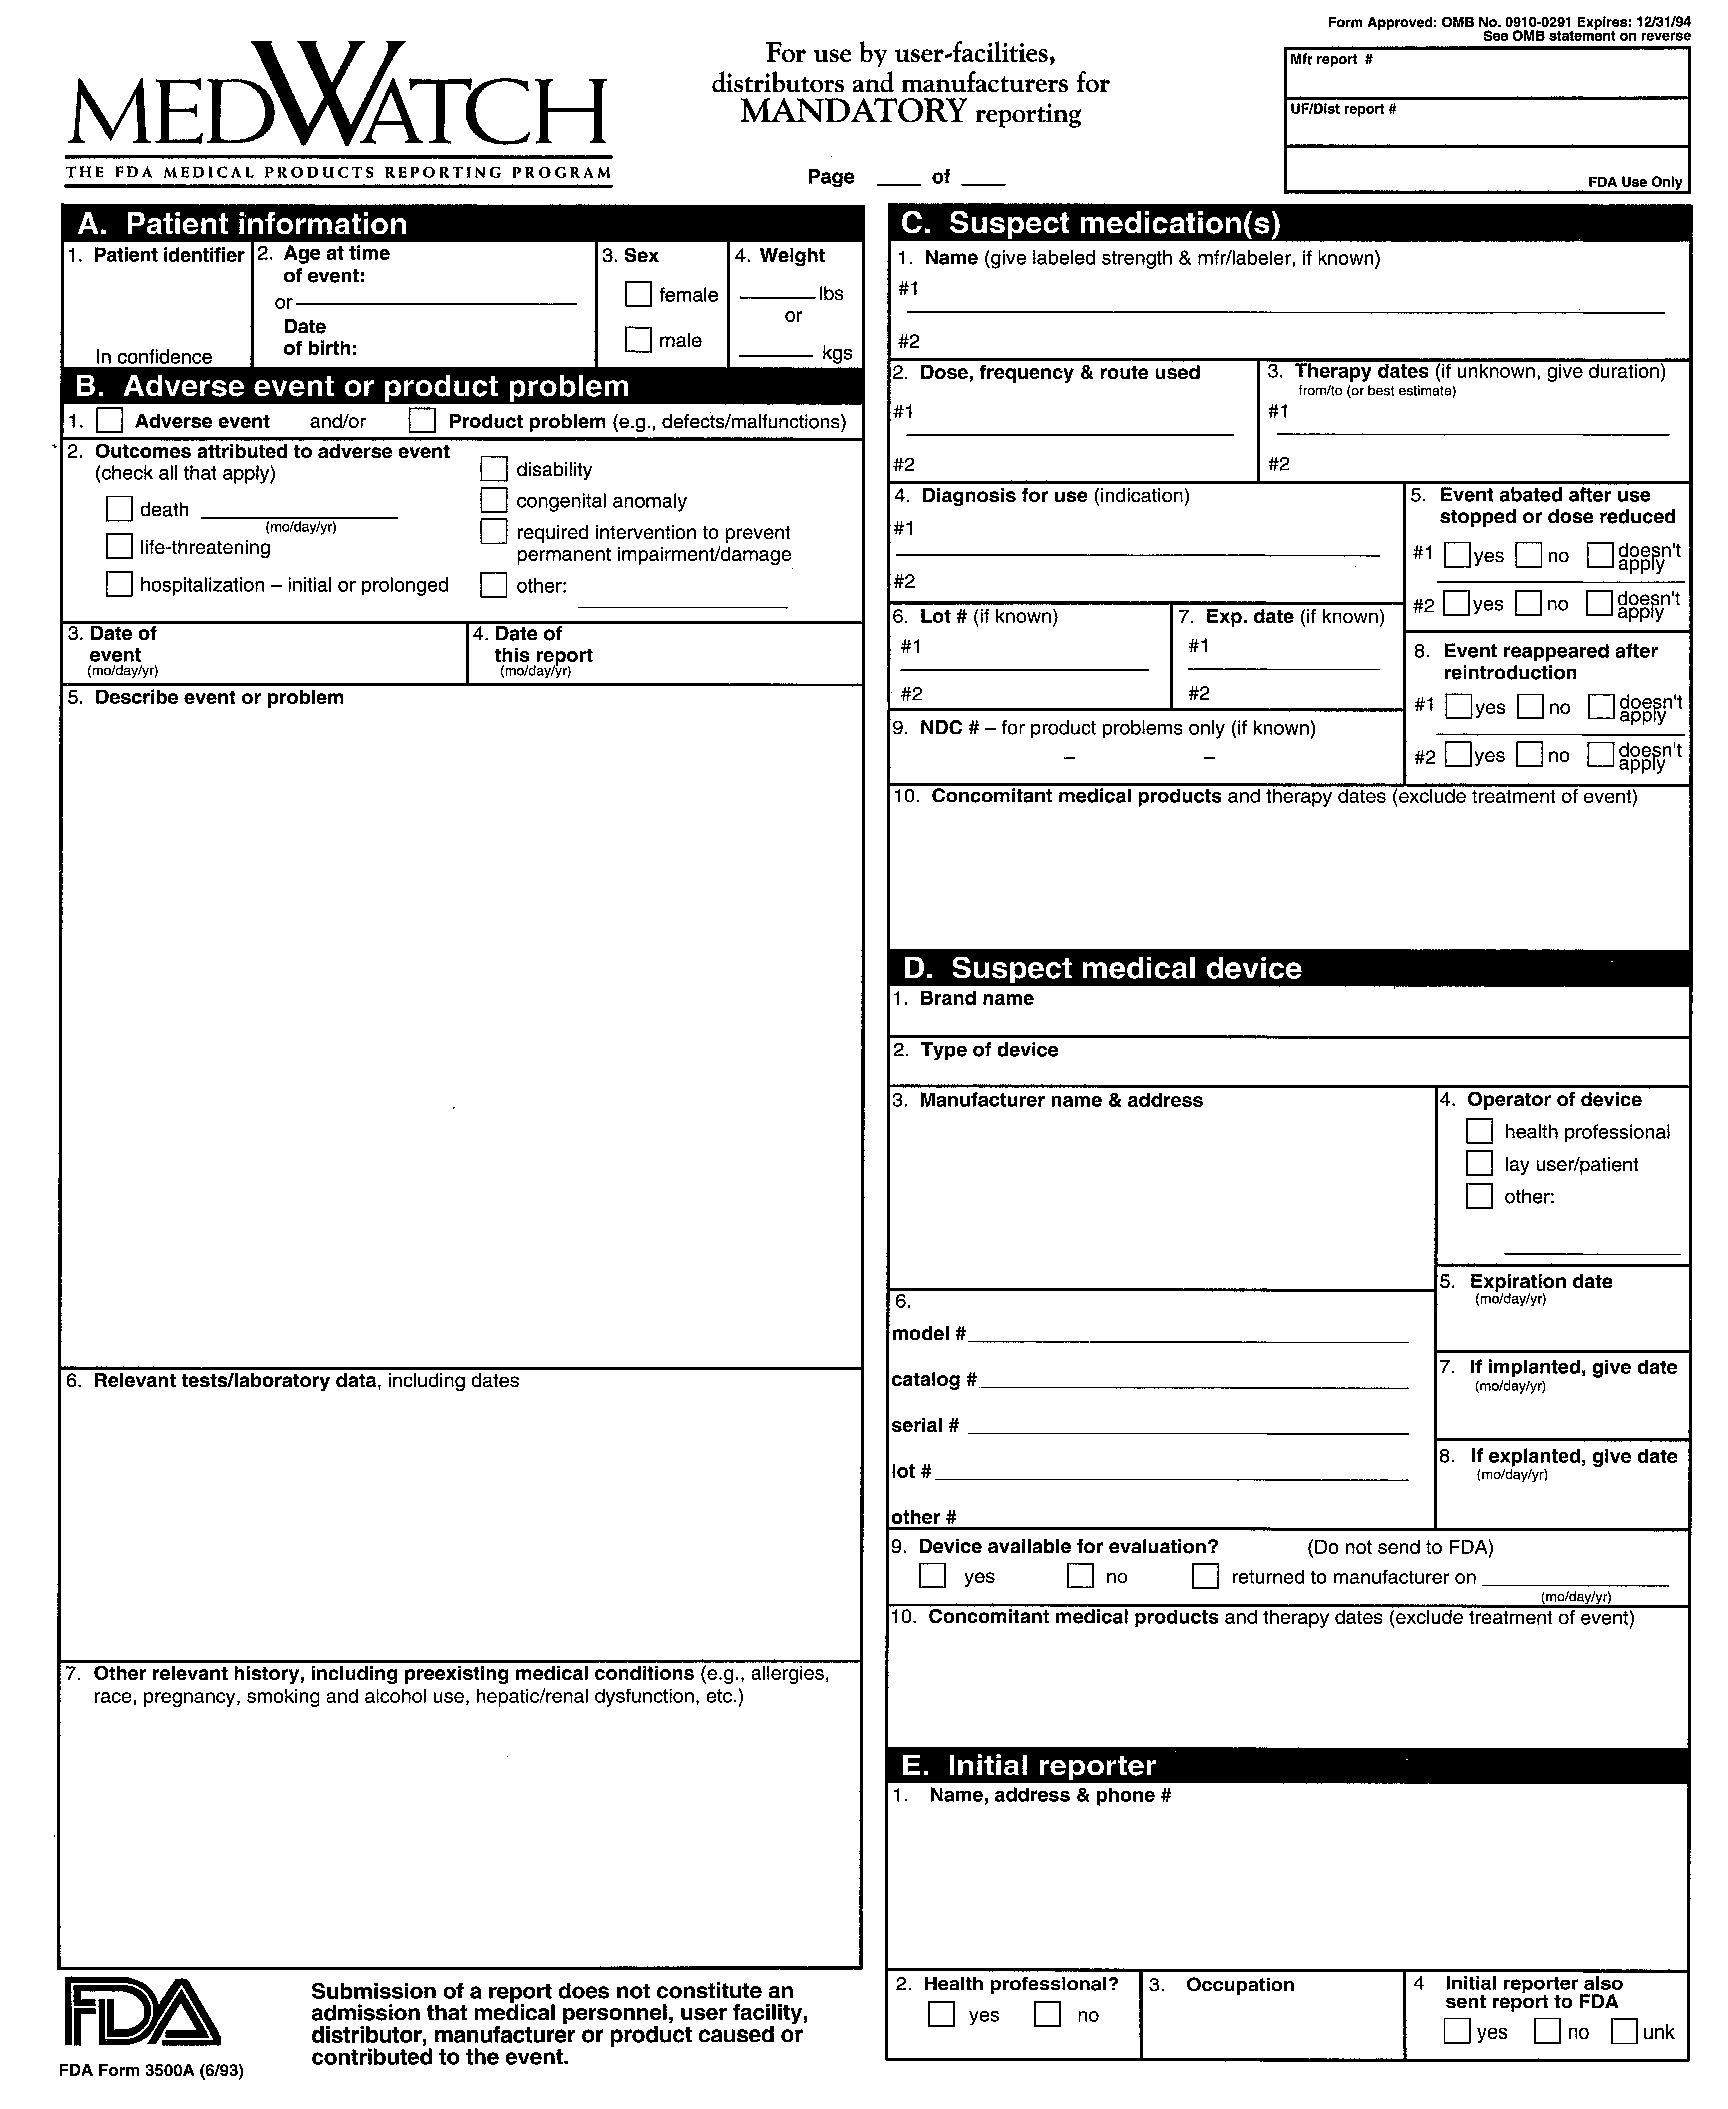 Form Approved: OMB No. 0910-0291 Expires: 12/31/94
See OMB statement on reverse
MEDWATCH
THE FDA MEDICAL PRODUCTS REPORTING PROGRAM
For use by user-facilities,
distributors and manufacturers for
MANDATORY reporting
Page ____ of ____
Mfr report #
UF/Dist report #
FDA Use Only
A. Patient information
1. Patient identifier
In confidence
2. Age at time
of event:
or
Date
of birth:
3. Sex
female
male
4. Weight
lbs
or
kgs
B. Adverse event or product problem
1. Adverse event and/or Product problem (e.g., defects/malfunctions)
2. Outcomes attributed to adverse event
(check all that apply)
death
(mo/day/yr)
life-threatening
hospitalization – initial or prolonged
disability
congenital anomaly
required intervention to prevent
permanent impairment/damage
other:
3. Date of
event
(mo/day/yr)
4. Date of
this report
(mo/day/yr)
5. Describe event or problem
6. Relevant tests/laboratory data, including dates
7. Other relevant history, including preexisting medical conditions (e.g., allergies,
race, pregnancy, smoking and alcohol use, hepatic/renal dysfunction, etc.)
FDA
FDA Form 3500A (6/93)
Submission of a report does not constitute an
admission that medical personnel, user facility,
distributor, manufacturer or product caused or
contributed to the event.
C. Suspect medication(s)
1. Name (give labeled strength & mfr/labeler, if known)
#1
#2
2. Dose, frequency & route used
#1
#2
3. Therapy dates (if unknown, give duration)
from/to (or best estimate)
#1
#2
4. Diagnosis for use (indication)
#1
#2
5. Event abated after use
stopped or dose reduced
#1 yes no doesn't
apply
#2 yes no doesn't
apply
6. Lot # (if known)
#1
#2
7. Exp. date (if known)
#1
#2
8. Event reappeared after
reintroduction
#1 yes no doesn't
apply
#2 yes no doesn't
apply
9. NDC # – for product problems only (if known)
– –
10. Concomitant medical products and therapy dates (exclude treatment of event)
D. Suspect medical device
1. Brand name
2. Type of device
3. Manufacturer name & address
4. Operator of device
health professional
lay user/patient
other:
5. Expiration date
(mo/day/yr)
6.
model #
catalog #
serial #
lot #
other #
7. If implanted, give date
(mo/day/yr)
8. If explanted, give date
(mo/day/yr)
9. Device available for evaluation? (Do not send to FDA)
yes no returned to manufacturer on
(mo/day/yr)
10. Concomitant medical products and therapy dates (exclude treatment of event)
E. Initial reporter
1. Name, address & phone #
2. Health professional?
yes no
3. Occupation
4 Initial reporter also
sent report to FDA
yes no unk